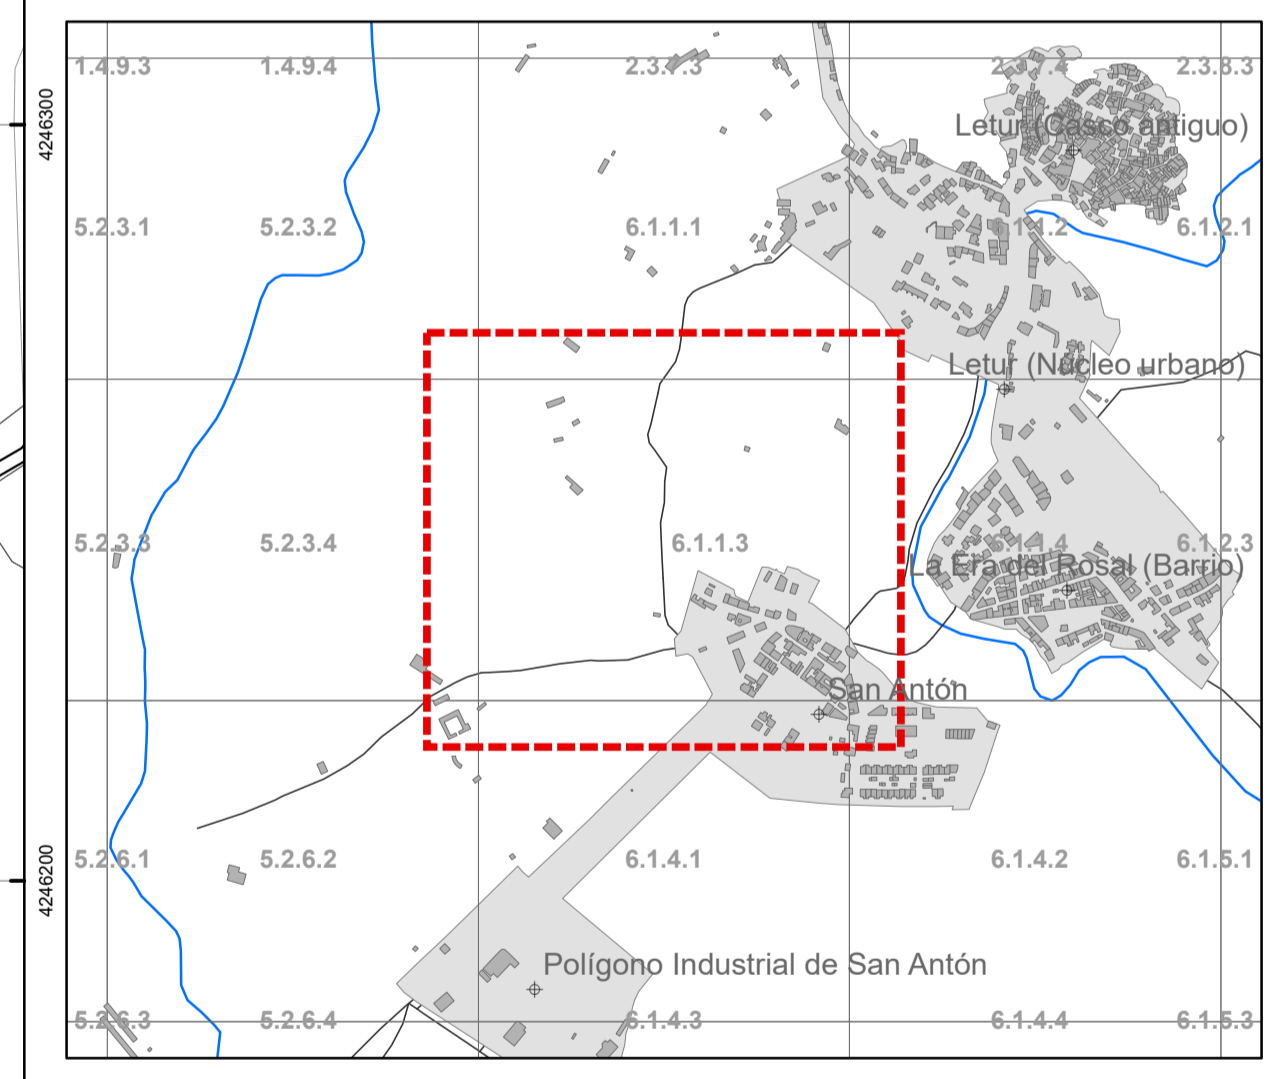 1.4.9.3 1.4.9.4 2.3.7.3 2.3.7.4 2.3.8.3
4246300
Letur (Casco antiguo)
5.2.3.1 5.2.3.2 6.1.1.1 6.1.1.2 6.1.2.1
Letur (Núcleo urbano)
5.2.3.3 5.2.3.4 6.1.1.3 6.1.1.4 6.1.2.3
La Era del Rosal (Barrio)
San Antón
5.2.6.1 5.2.6.2 6.1.4.1 6.1.4.2 6.1.5.1
4246200
Polígono Industrial de San Antón
5.2.6.3 5.2.6.4 6.1.4.3 6.1.4.4 6.1.5.3